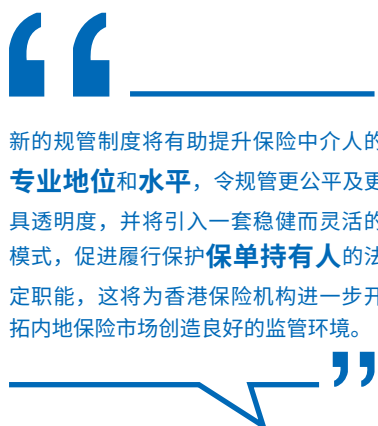 新的规管制度将有助提升保险中介人的
专业地位和水平，令规管更公平及更
具透明度，并将引入一套稳健而灵活的
模式，促进履行保护保单持有人的法
定职能，这将为香港保险机构进一步开
拓内地保险市场创造良好的监管环境。